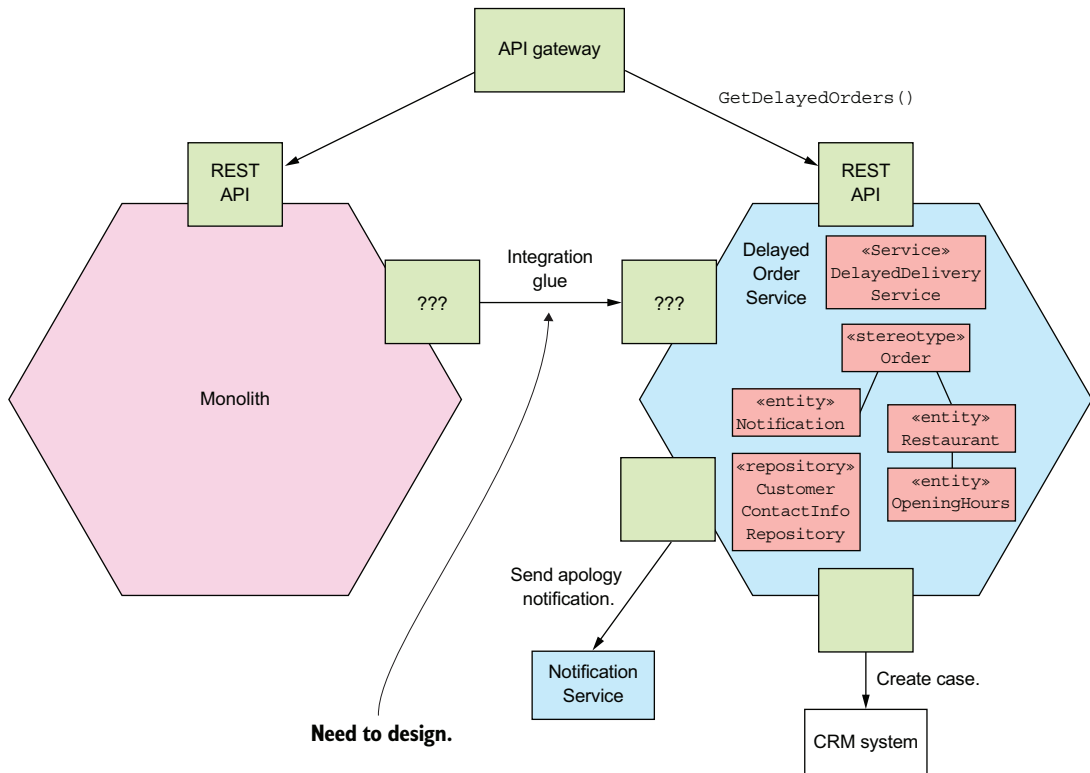 API gateway
GetDelayedOrders()
REST
API
REST
API
Monolith
???
Integration
glue
???
Delayed
Order
Service
«Service»
DelayedDelivery
Service
«stereotype»
Order
«entity»
Notification
«entity»
Restaurant
«repository»
Customer
ContactInfo
Repository
«entity»
OpeningHours
Send apology
notification.
Notification
Service
Need to design.
Create case.
CRM system